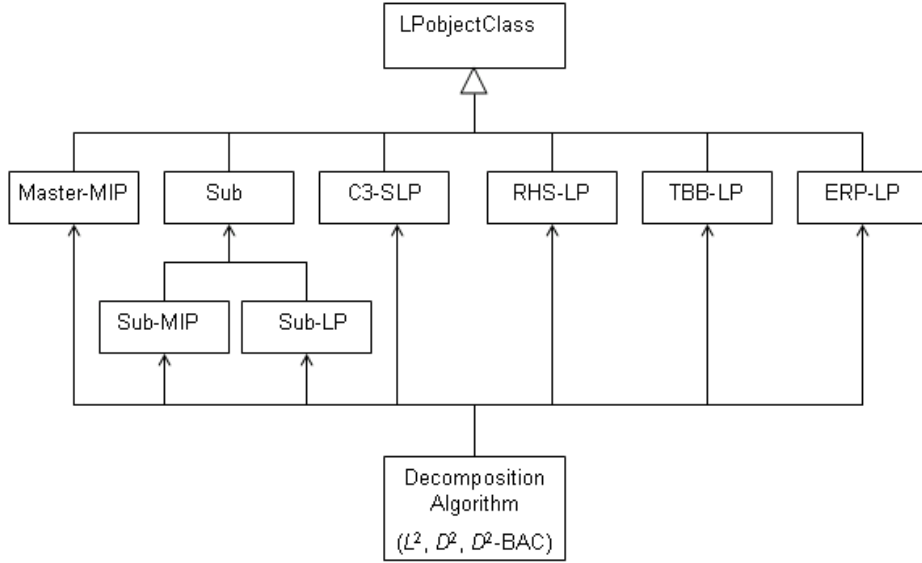 LPobjectClass
Master-MIP
Sub
C3-SLP
RHS-LP
TBB-LP
ERP-LP
Sub-MIP
Sub-LP
Decomposition
Algorithm
(L², D², D²-BAC)